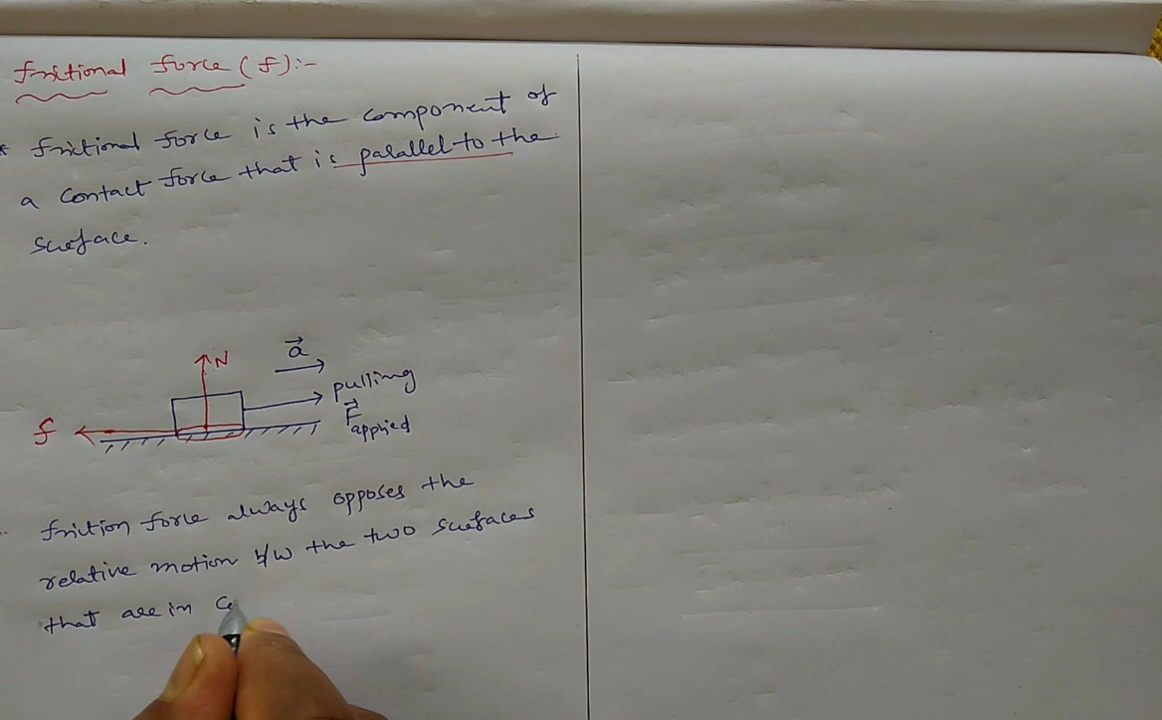 frictional force (f):-
* frictional force is the component of
a contact force that is parallel to the
surface.
N
a
pulling
f
F applied
friction force always opposes the
relative motion b/w the two surfaces
that are in co